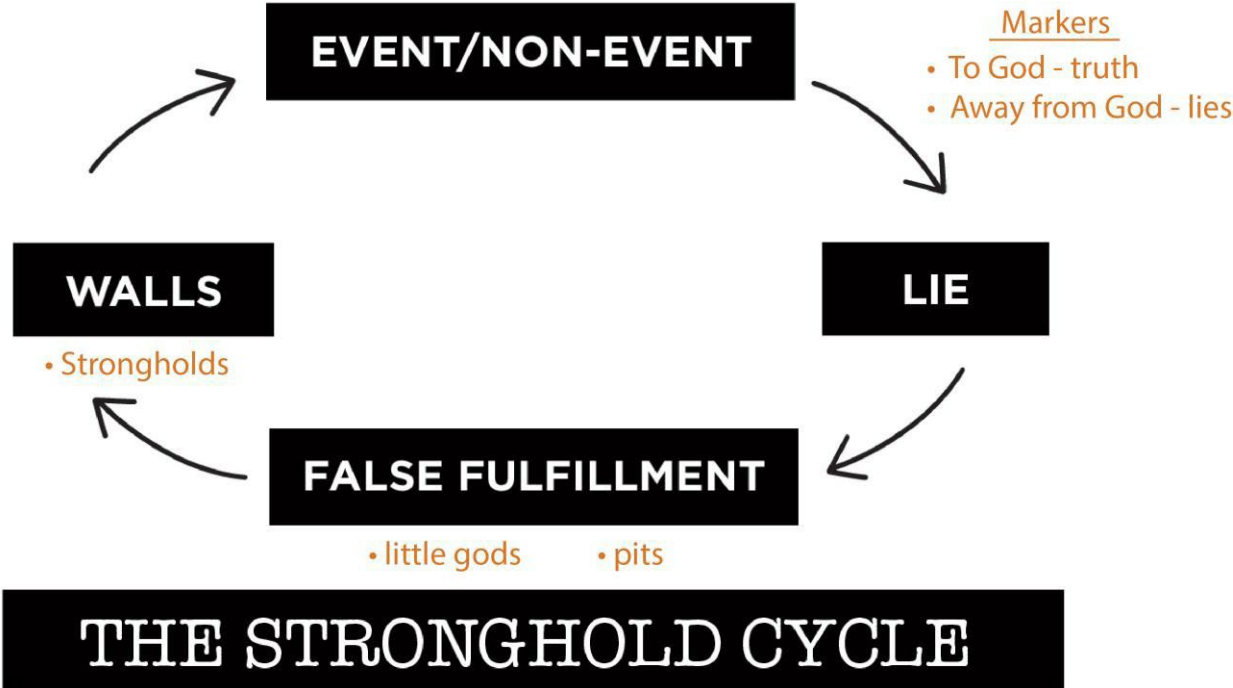 EVENT/NON-EVENT
Markers
• To God - truth
• Away from God - lies
WALLS
• Strongholds
LIE
FALSE FULFILLMENT
• little gods • pits
THE STRONGHOLD CYCLE